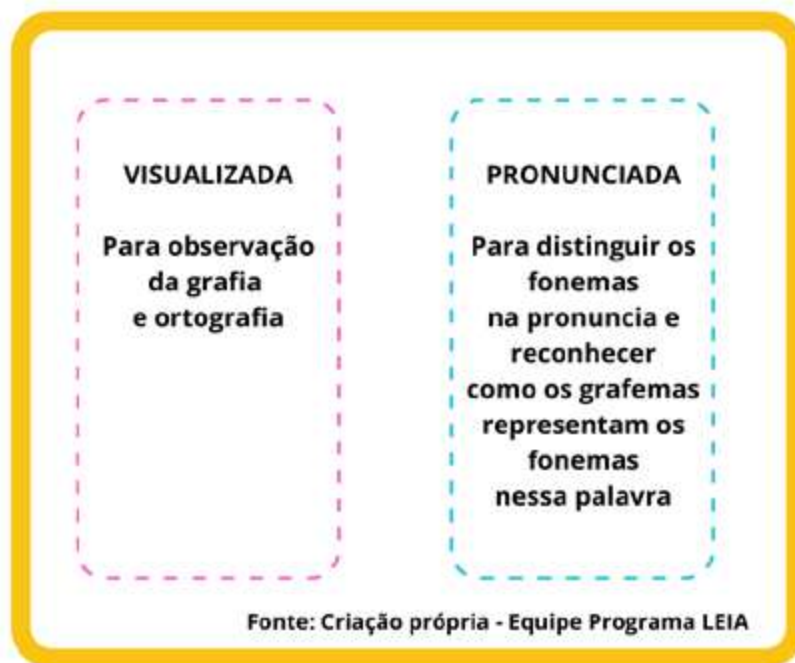 VISUALIZADA
Para observação
da grafia
e ortografia
PRONUNCIADA
Para distinguir os
fonemas
na pronuncia e
reconhecer
como os grafemas
representam os
fonemas
nessa palavra
Fonte: Criação própria - Equipe Programa LEIA